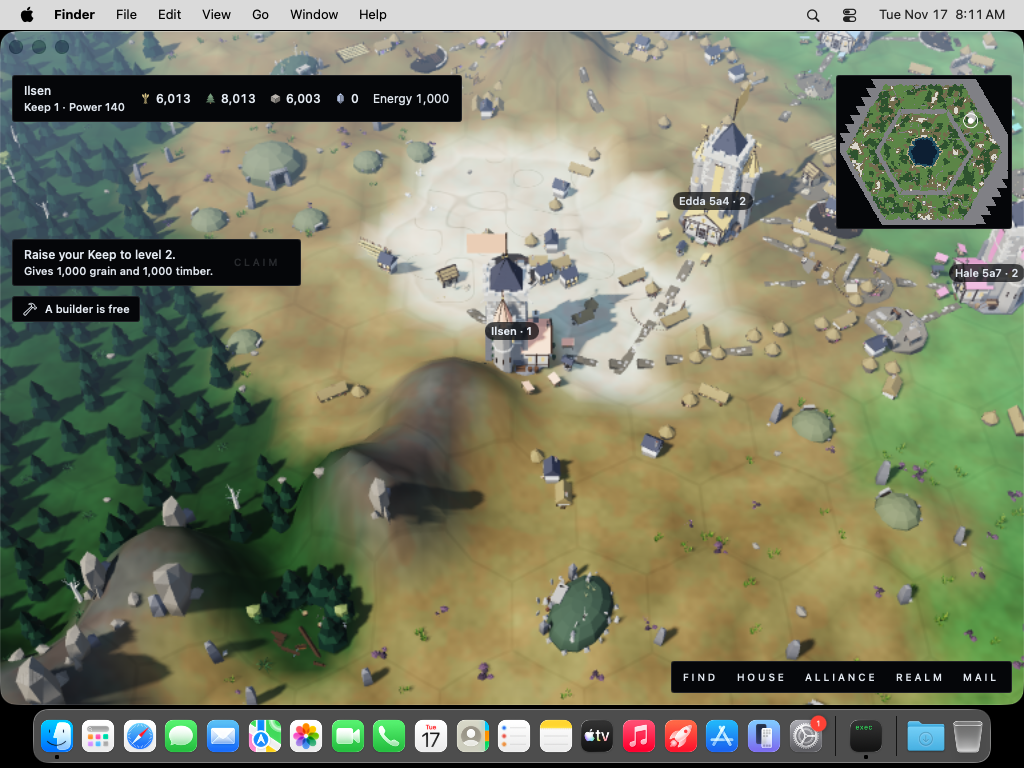 Finder File Edit View Go Window Help Tue Nov 17 8:11 AM
Ilsen
Keep 1 · Power 140
6,013 8,013 6,003 0 Energy 1,000
Edda 5a4 · 2
Raise your Keep to level 2.
Gives 1,000 grain and 1,000 timber.
CLAIM
Hale 5a7 · 2
A builder is free
Ilsen · 1
FIND HOUSE ALLIANCE REALM MAIL
Tue
17
tv
1
exec